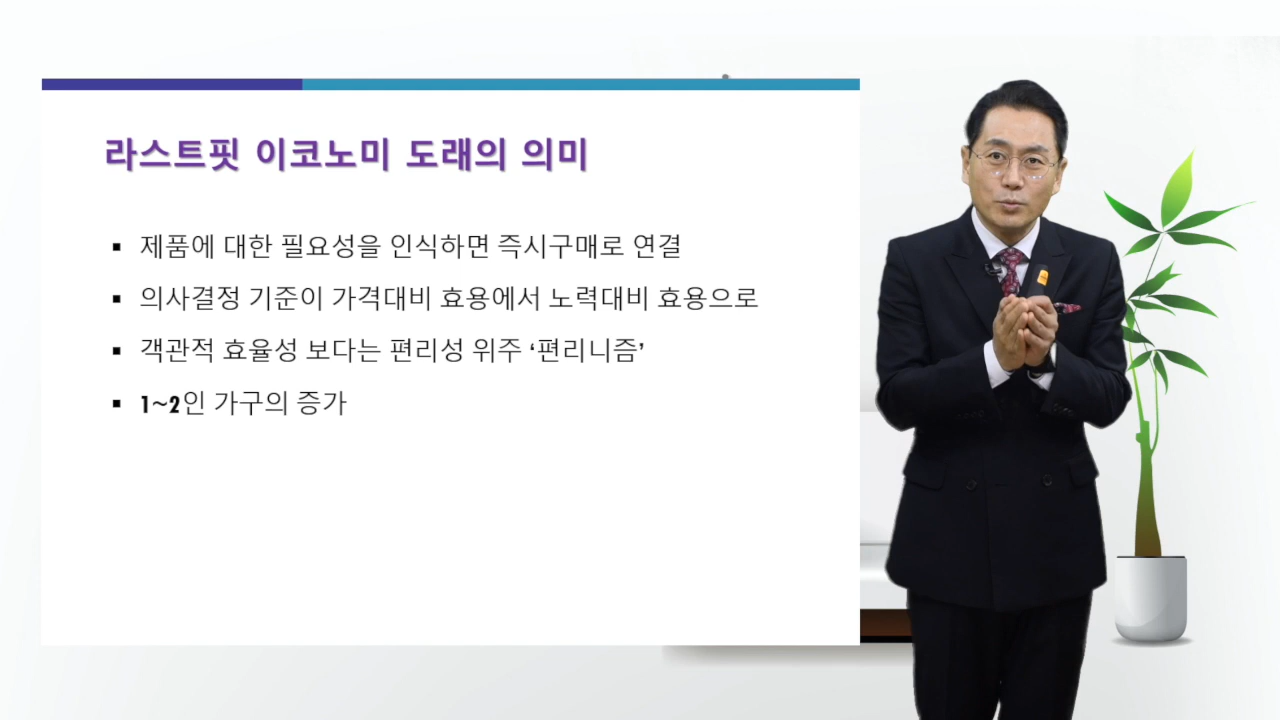 라스트핏 이코노미 도래의 의미
제품에 대한 필요성을 인식하면 즉시구매로 연결
의사결정 기준이 가격대비 효용에서 노력대비 효용으로
객관적 효율성 보다는 편리성 위주 ‘편리니즘’
1~2인 가구의 증가